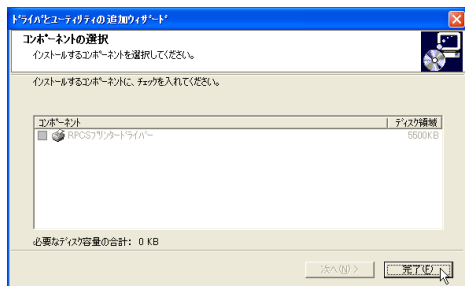 ﾄﾞﾗｲﾊﾞとﾕｰﾃｨﾘﾃｨの追加ｳｨｻﾞｰﾄﾞ
ｺﾝﾎﾟｰﾈﾝﾄの選択
ｲﾝｽﾄｰﾙするｺﾝﾎﾟｰﾈﾝﾄを選択してください。
ｲﾝｽﾄｰﾙするｺﾝﾎﾟｰﾈﾝﾄに、ﾁｪｯｸを入れてください。
ｺﾝﾎﾟｰﾈﾝﾄ ﾃﾞｨｽｸ領域
RPCSﾌﾟﾘﾝﾀｰﾄﾞﾗｲﾊﾞｰ 5500KB
必要なﾃﾞｨｽｸ容量の合計: 0 KB
次へ(N) > 完了(F)